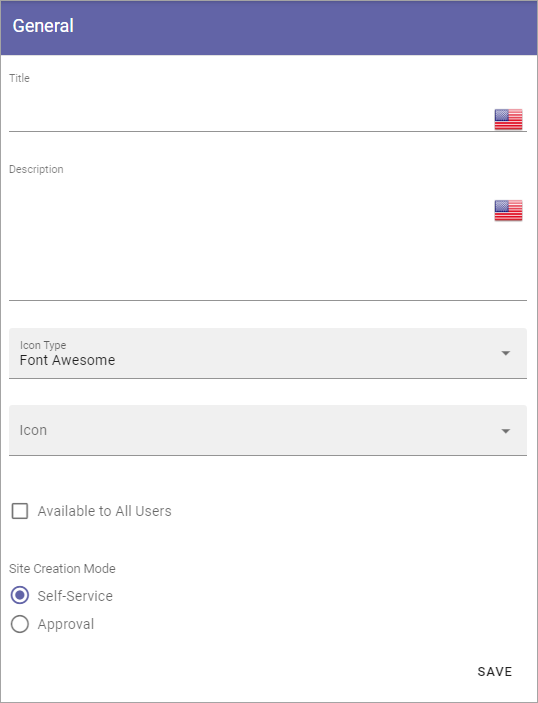 General
Title
Description
Icon Type
Font Awesome
Icon
Available to All Users
Site Creation Mode
Self-Service
Approval
SAVE